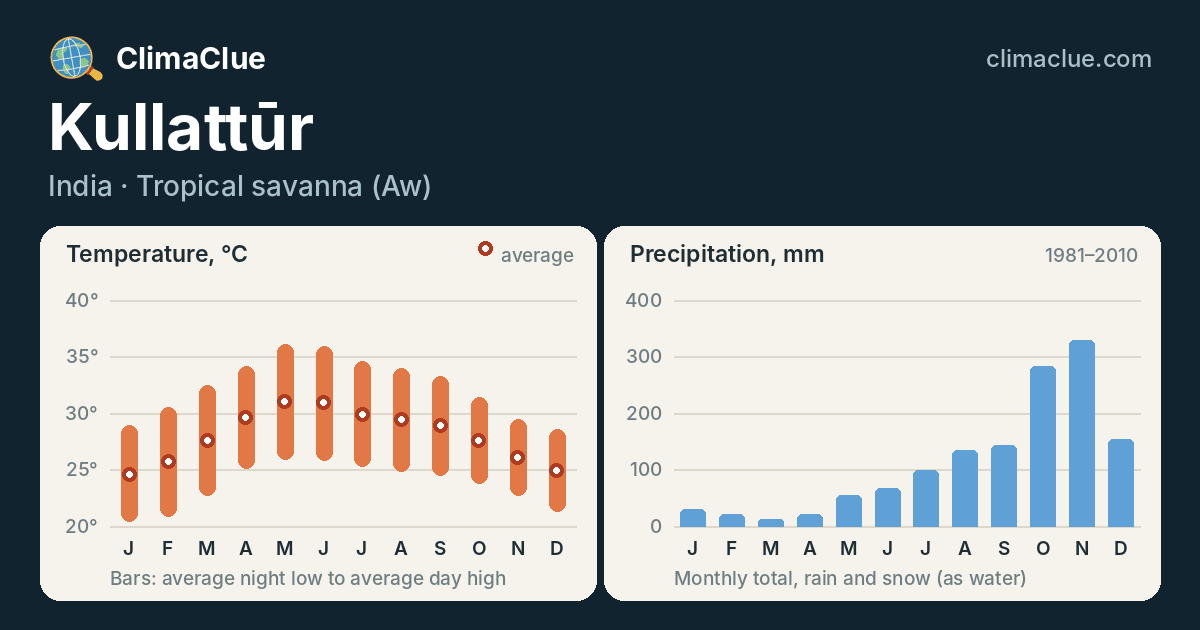 ClimaClue
climaclue.com
Kullattūr
India · Tropical savanna (Aw)
Temperature, °C
average
40°
35°
30°
25°
20°
J F M A M J J A S O N D
Bars: average night low to average day high
Precipitation, mm
1981–2010
400
300
200
100
0
J F M A M J J A S O N D
Monthly total, rain and snow (as water)